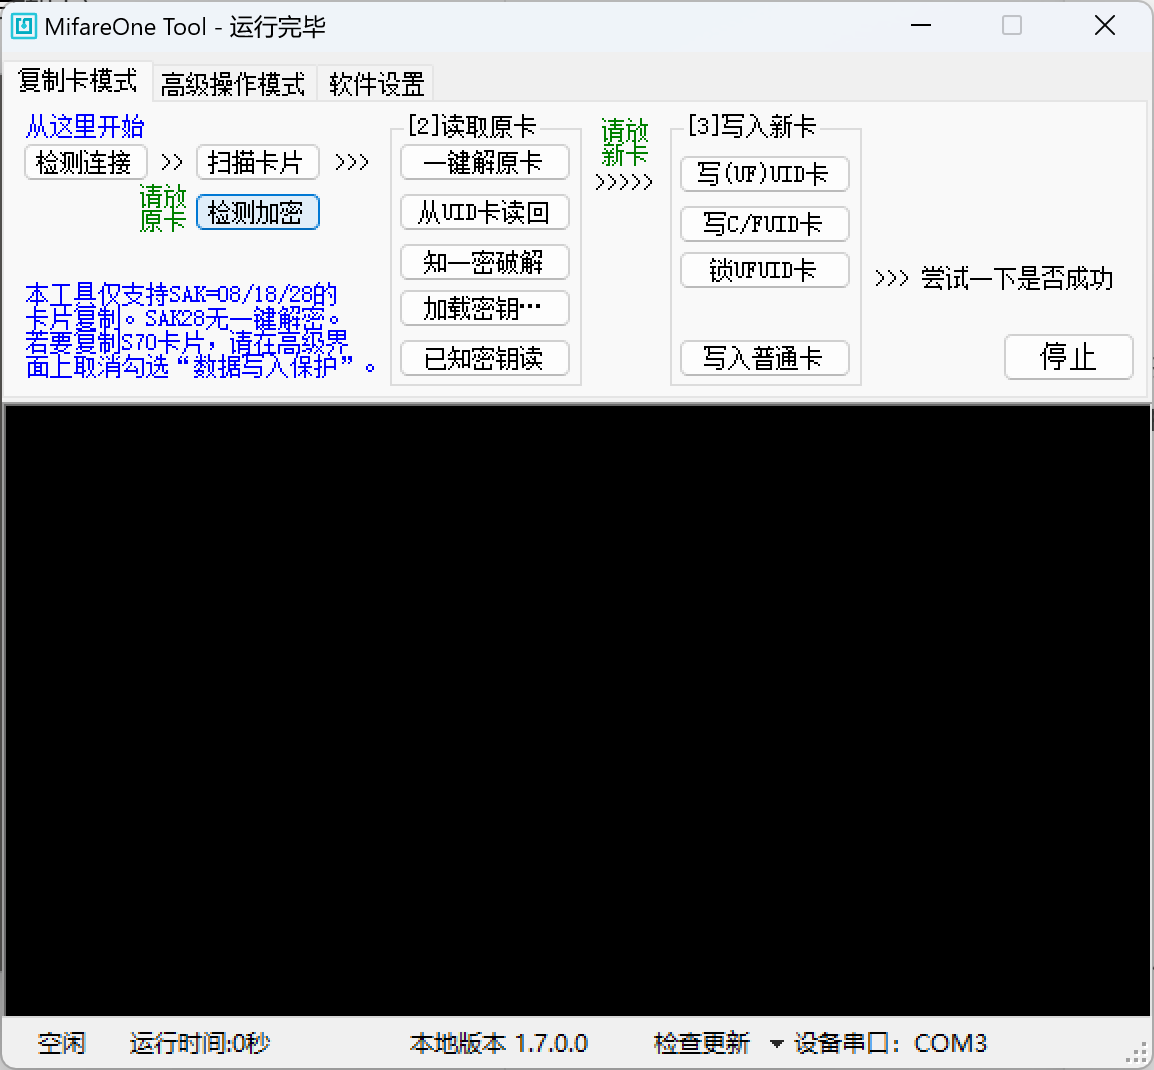 MifareOne Tool - 运行完毕
复制卡模式 高级操作模式 软件设置
从这里开始
检测连接 >> 扫描卡片 >>>
请放
原卡
检测加密
本工具仅支持SAK=08/18/28的
卡片复制。SAK28无一键解密。
若要复制S70卡片，请在高级界
面上取消勾选“数据写入保护”。
[2]读取原卡
一键解原卡
从UID卡读回
知一密破解
加载密钥…
已知密钥读
请放
新卡
>>>>>
[3]写入新卡
写(UF)UID卡
写C/FUID卡
锁UFUID卡
写入普通卡
>>> 尝试一下是否成功
停止
空闲 运行时间:0秒 本地版本 1.7.0.0 检查更新 设备串口: COM3